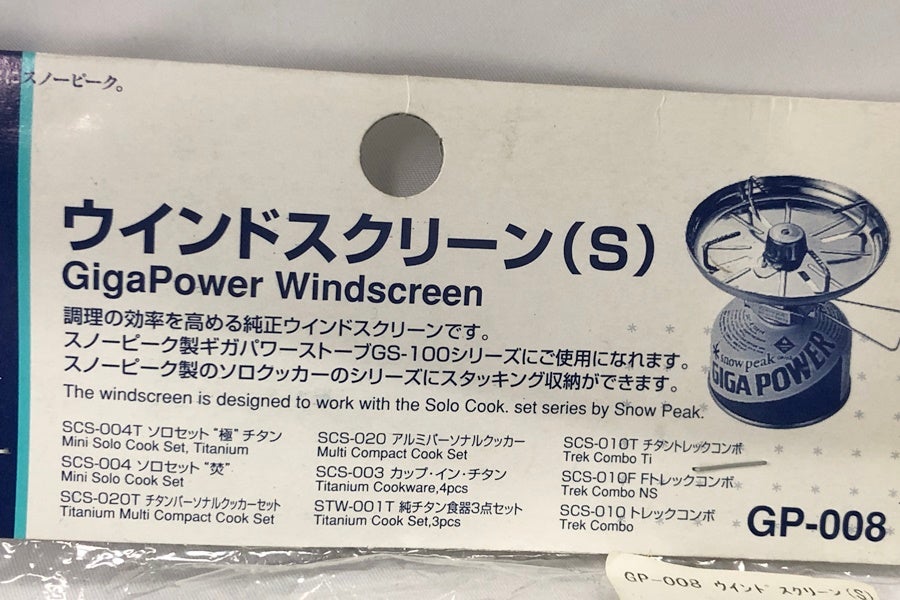 スノーピーク。
ウインドスクリーン(S)
GigaPower Windscreen
調理の効率を高める純正ウインドスクリーンです。
スノーピーク製ギガパワーストーブGS-100シリーズにご使用になれます。
スノーピーク製のソロクッカーのシリーズにスタッキング収納ができます。
The windscreen is designed to work with the Solo Cook. set series by Snow Peak.
SCS-004T ソロセット“極”チタン
Mini Solo Cook Set, Titanium
SCS-004 ソロセット“焚”
Mini Solo Cook Set
SCS-020T チタンパーソナルクッカーセット
Titanium Multi Compact Cook Set
SCS-020 アルミパーソナルクッカー
Multi Compact Cook Set
SCS-003 カップ・イン・チタン
Titanium Cookware,4pcs
STW-001T 純チタン食器3点セット
Titanium Cook Set,3pcs
SCS-010T チタントレックコンボ
Trek Combo Ti
SCS-010F Fトレックコンボ
Trek Combo NS
SCS-010 トレックコンボ
Trek Combo
snow peak
GIGA POWER
GP-008
GP-008 ウインドスクリーン(S)